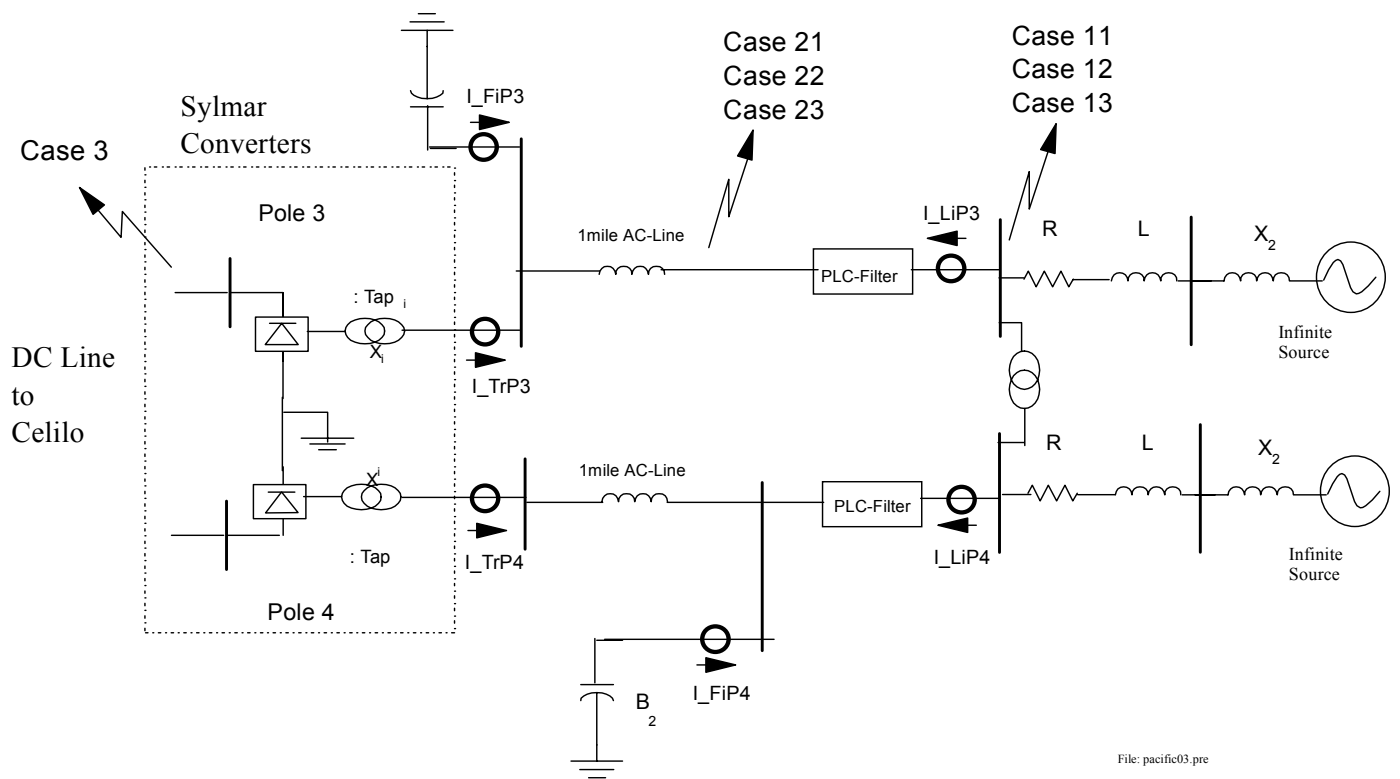 Case 21
Case 22
Case 23
Case 11
Case 12
Case 13
Sylmar
Converters
I_FiP3
Case 3
Pole 3
1mile AC-Line
I_LiP3
R
L
X2
PLC-Filter
: Tap i
Xi
I_TrP3
Infinite
Source
DC Line
to
Celilo
R
L
X2
1mile AC-Line
Xi
PLC-Filter
I_TrP4
I_LiP4
: Tap
Infinite
Source
Pole 4
I_FiP4
B2
File: pacific03.pre